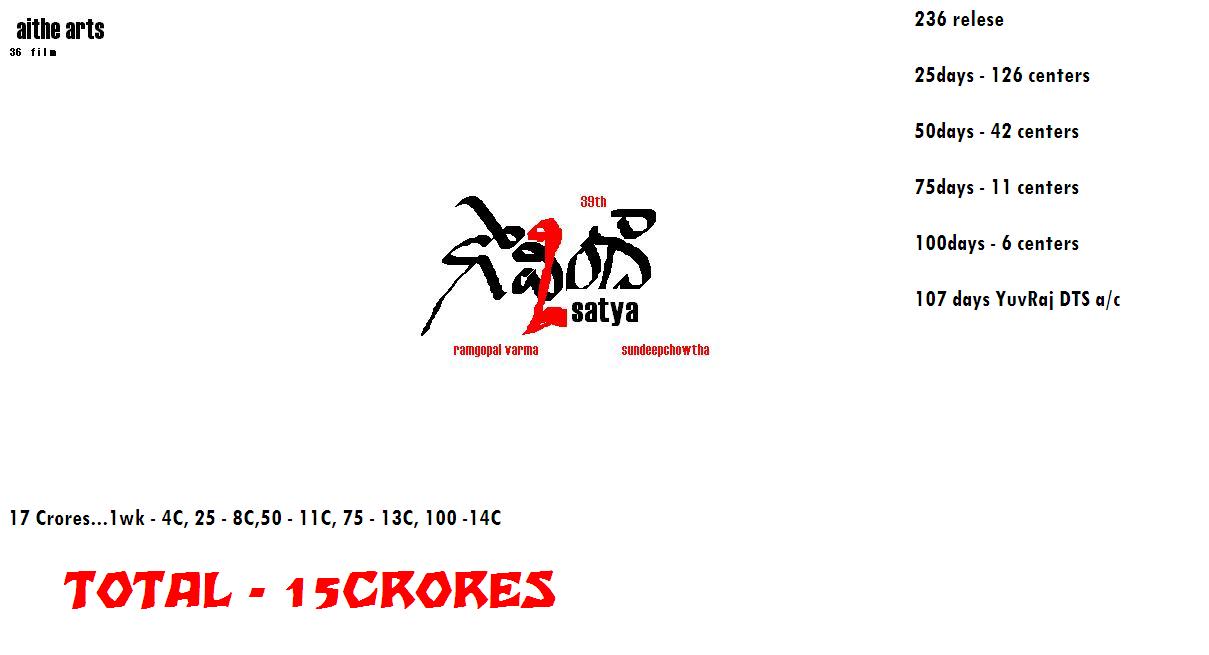 aithe arts
36 film
236 relese
25days - 126 centers
50days - 42 centers
75days - 11 centers
100days - 6 centers
107 days YuvRaj DTS a/c
39th
satya
ramgopal varma
sundeepchowtha
17 Crores...1wk - 4C, 25 - 8C,50 - 11C, 75 - 13C, 100 -14C
TOTAL - 15CRORES